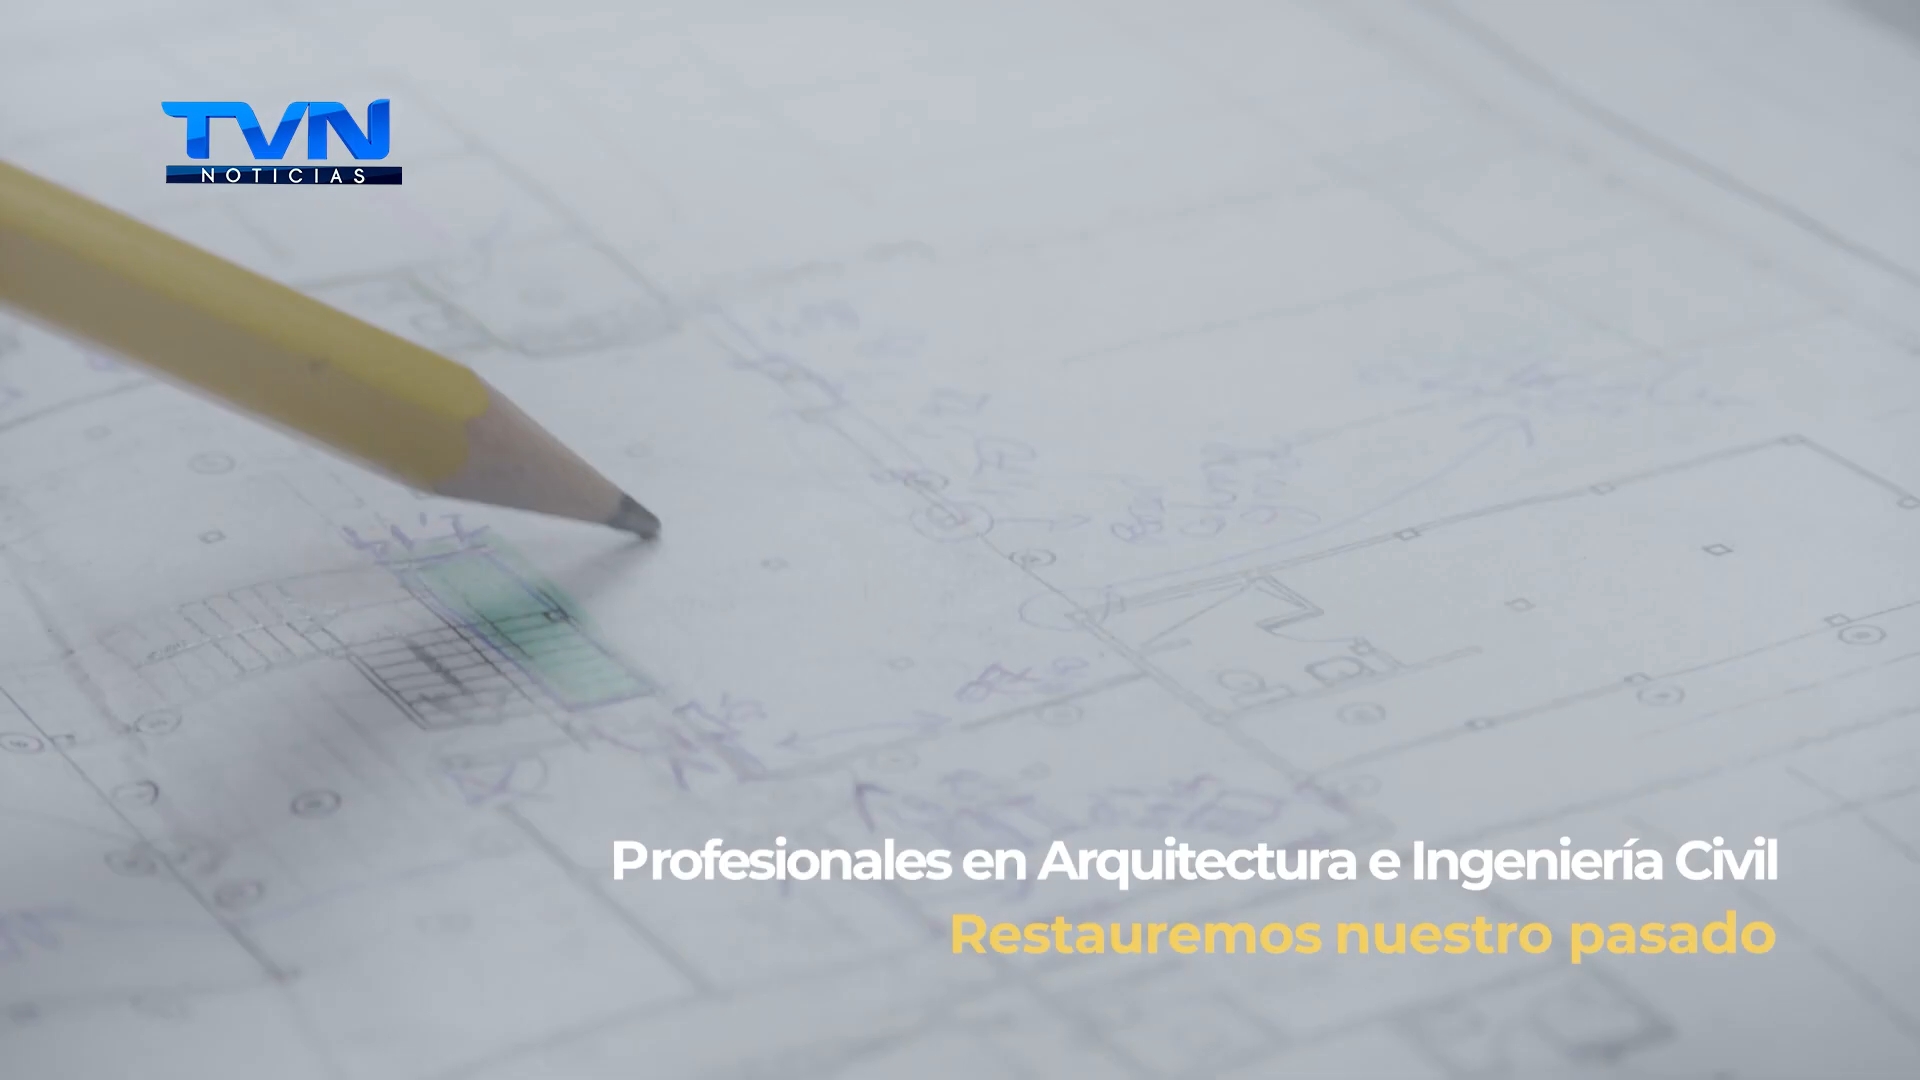 TVN
NOTICIAS
Profesionales en Arquitectura e Ingeniería Civil
Restauremos nuestro pasado